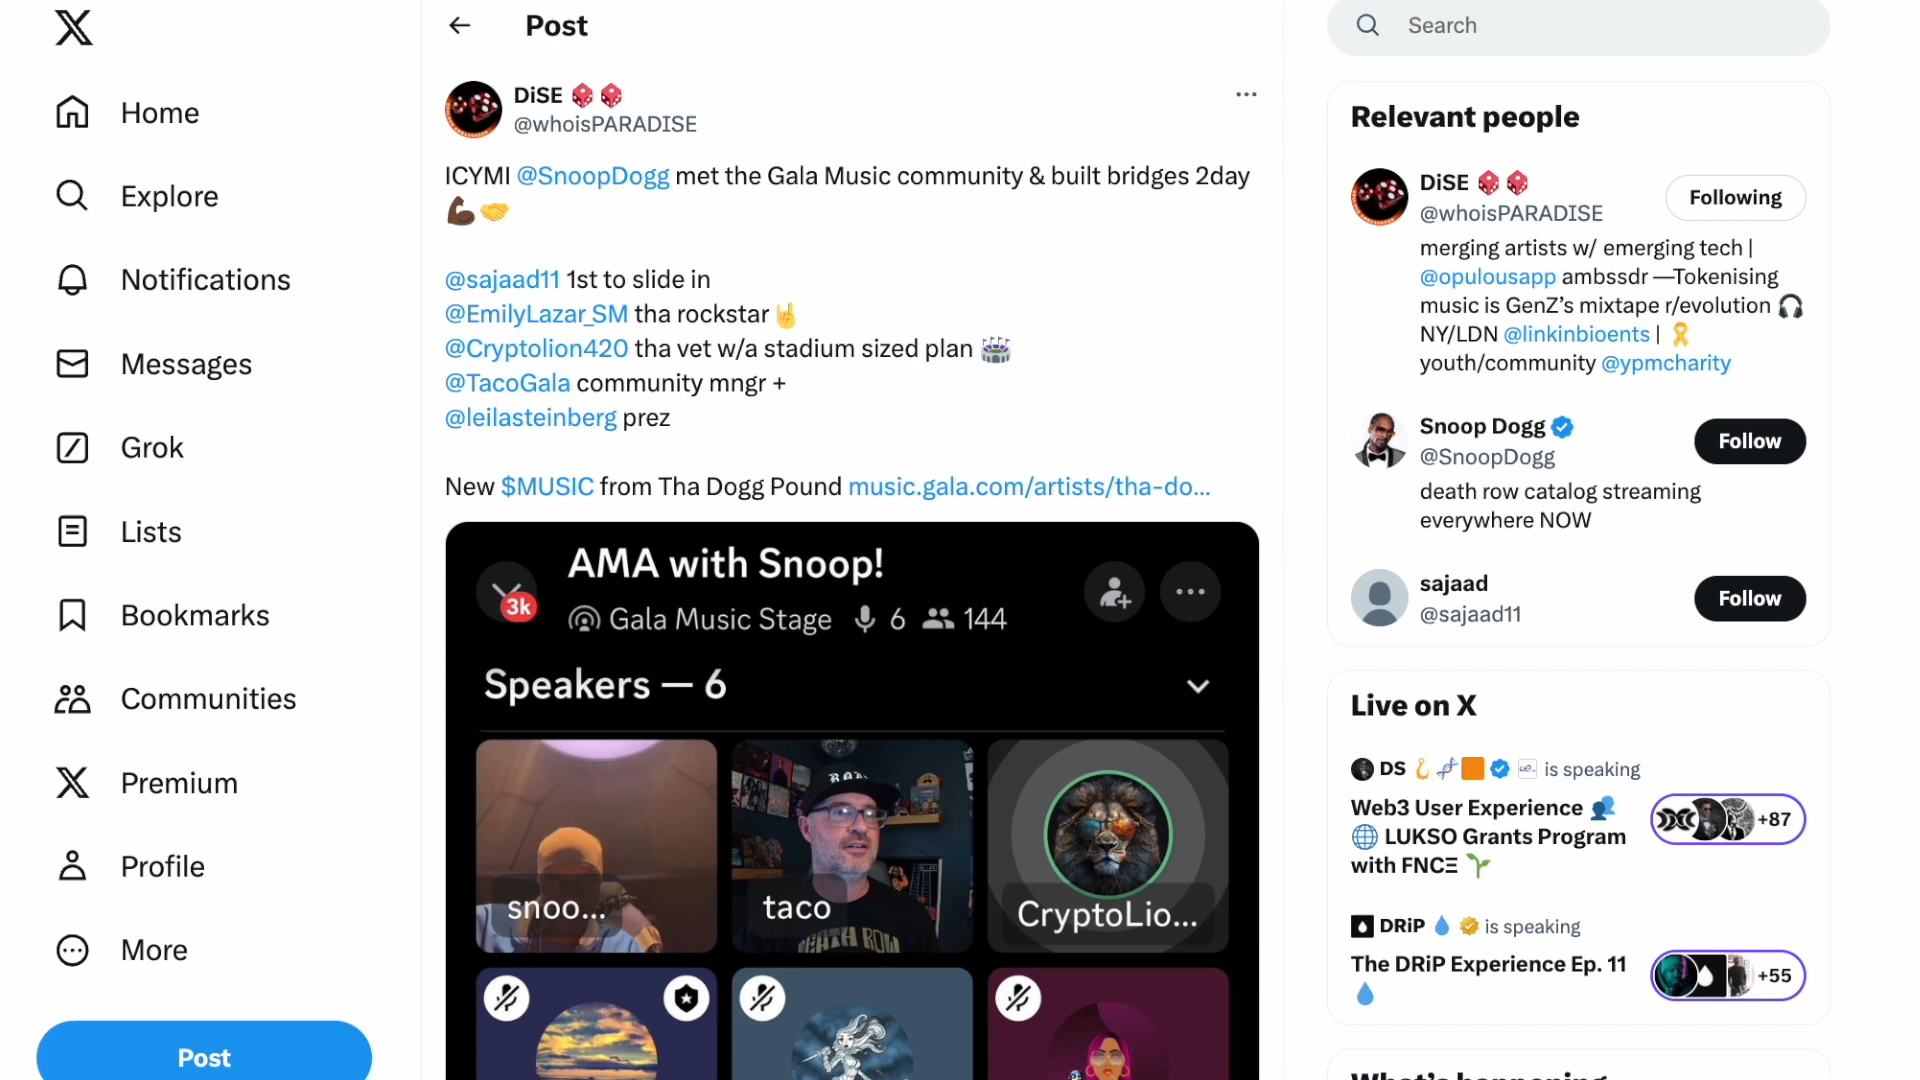 Home
Explore
Notifications
Messages
Grok
Lists
Bookmarks
Communities
Premium
Profile
More
Post
Post
DiSE 🎲🎲
@whoisPARADISE
ICYMI @SnoopDogg met the Gala Music community & built bridges 2day
💪🏿🤝
@sajaad11 1st to slide in
@EmilyLazar_SM tha rockstar🤘
@Cryptolion420 tha vet w/a stadium sized plan 🏟️
@TacoGala community mngr +
@leilasteinberg prez
New $MUSIC from Tha Dogg Pound music.gala.com/artists/tha-do...
AMA with Snoop!
3k
Gala Music Stage 6 144
Speakers — 6
snoo...
taco
DEATH ROW
CryptoLio...
Search
Relevant people
DiSE 🎲🎲
@whoisPARADISE
Following
merging artists w/ emerging tech |
@opulousapp ambssdr —Tokenising
music is GenZ’s mixtape r/evolution 🎧
NY/LDN @linkinbioents | 🎗️
youth/community @ypmcharity
Snoop Dogg
@SnoopDogg
Follow
death row catalog streaming
everywhere NOW
sajaad
@sajaad11
Follow
Live on X
DS 🪝🧬🟧 is speaking
Web3 User Experience 👥
🌐 LUKSO Grants Program
with FNCΞ 🌱
+87
DRiP 💧 is speaking
The DRiP Experience Ep. 11
💧
+55
What’s happening